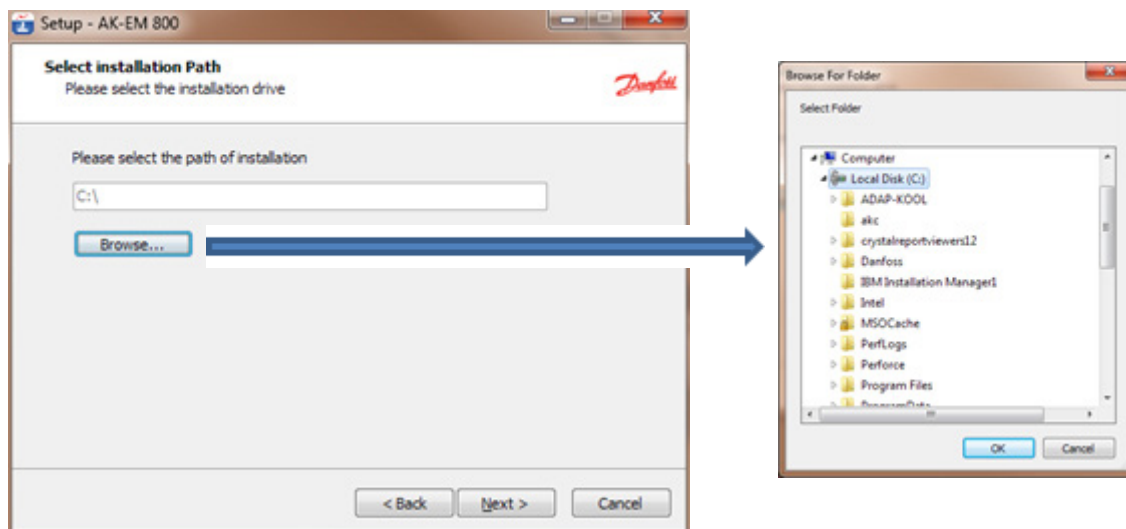 Setup - AK-EM 800
Select installation Path
Please select the installation drive
Danfoss
Please select the path of installation
C:\
Browse...
< Back
Next >
Cancel
Browse For Folder
Select Folder
Computer
Local Disk (C:)
ADAP-KOOL
akc
crystalreportviewers12
Danfoss
IBM Installation Manager1
Intel
MSOCache
PerfLogs
Perforce
Program Files
ProgramData
OK
Cancel